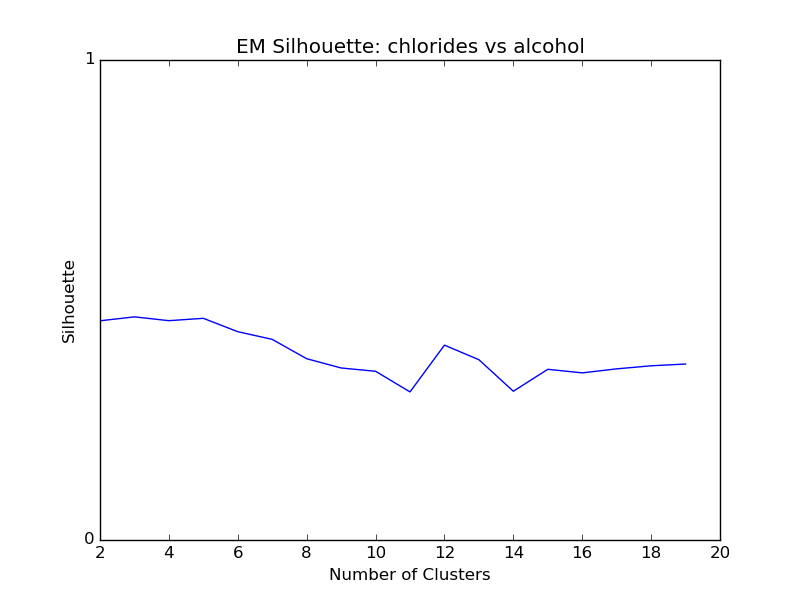 EM Silhouette: chlorides vs alcohol
1
Silhouette
0
2 4 6 8 10 12 14 16 18 20
Number of Clusters